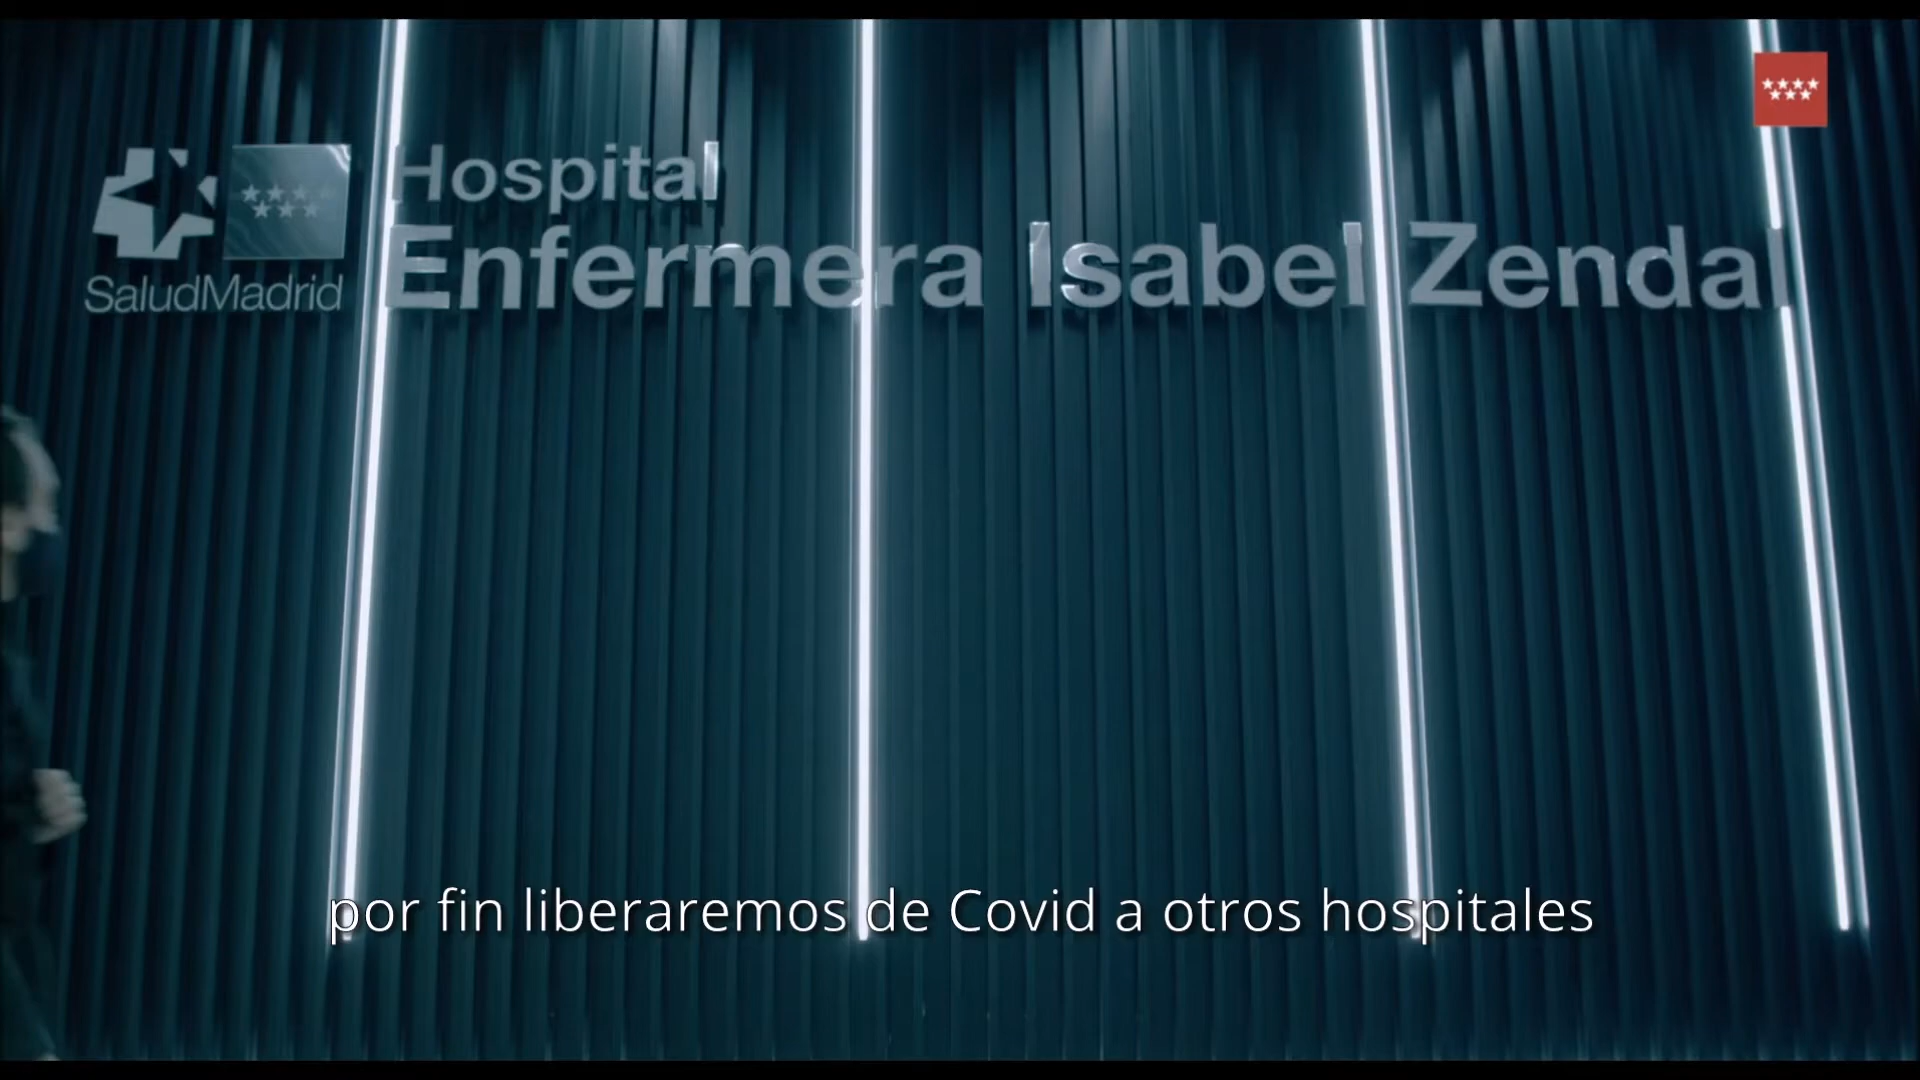 Hospital
SaludMadrid
Enfermera Isabel Zendal
por fin liberaremos de Covid a otros hospitales